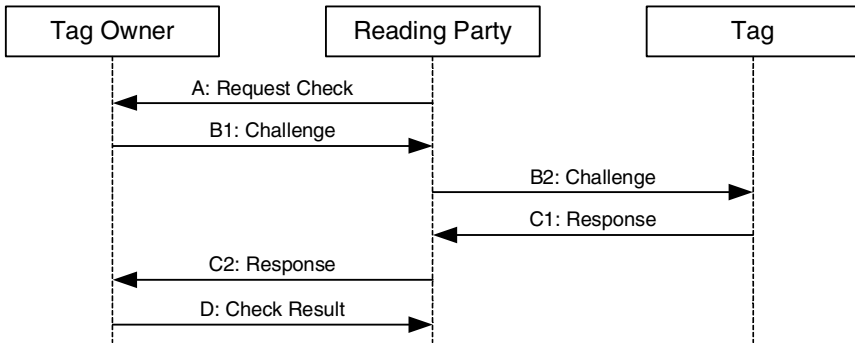 Tag Owner
Reading Party
Tag
A: Request Check
B1: Challenge
B2: Challenge
C1: Response
C2: Response
D: Check Result